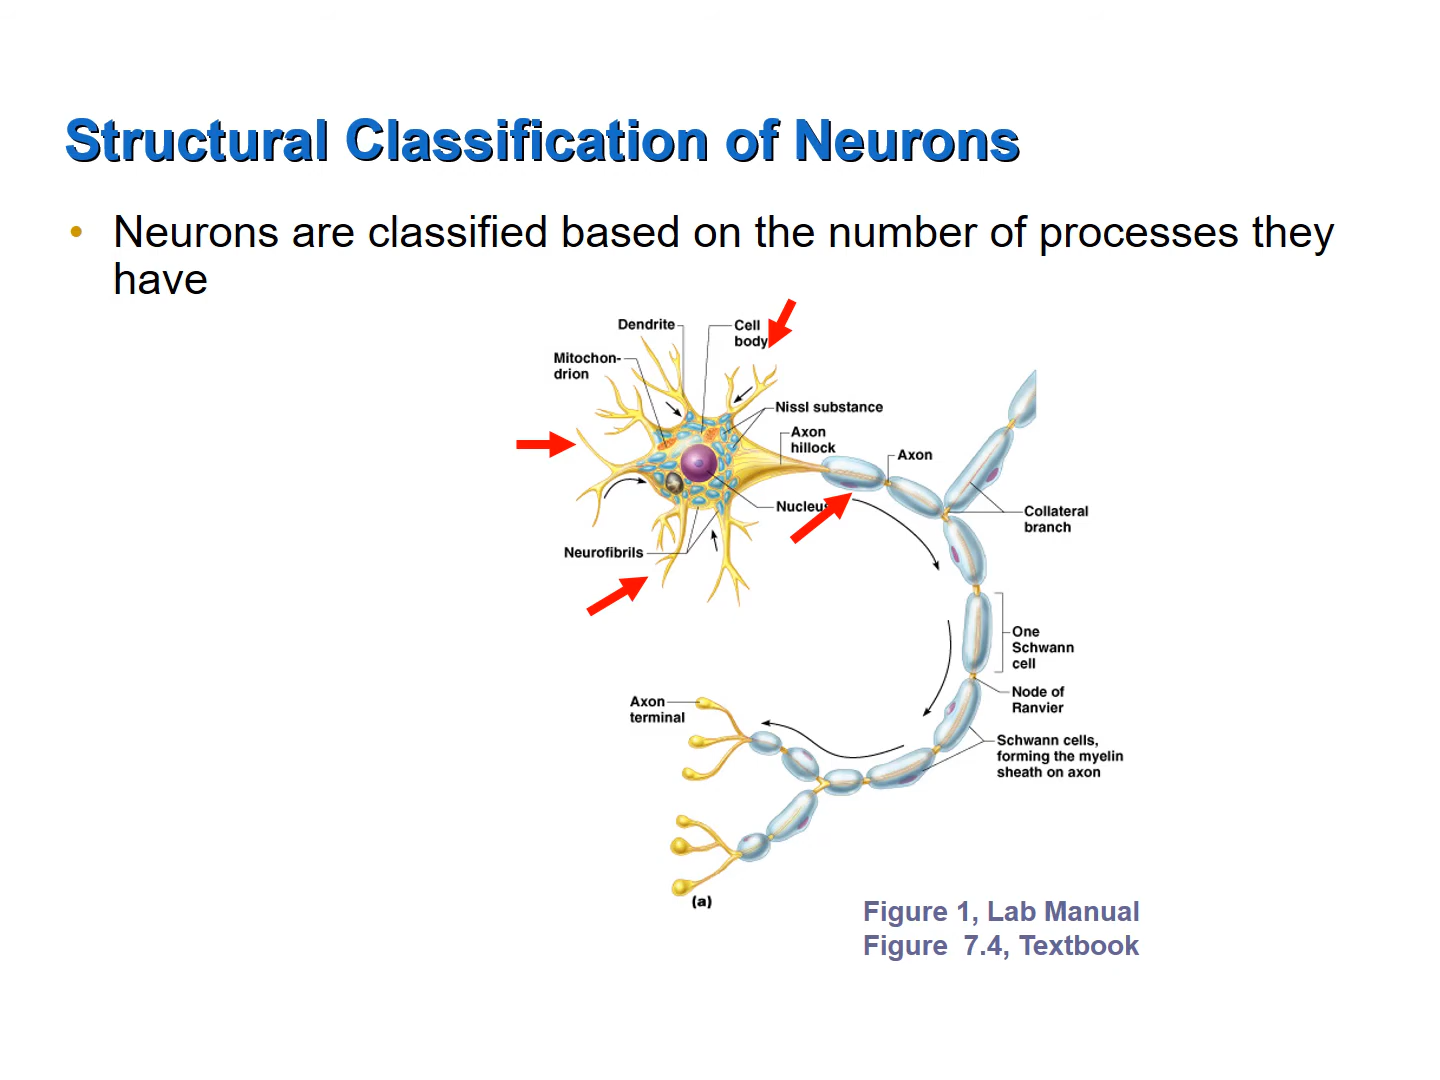 Structural Classification of Neurons
• Neurons are classified based on the number of processes they
have
Dendrite
Cell
body
Mitochon-
drion
Nissl substance
Axon
hillock
Axon
Nucleus
Collateral
branch
Neurofibrils
One
Schwann
cell
Node of
Ranvier
Axon
terminal
Schwann cells,
forming the myelin
sheath on axon
(a)
Figure 1, Lab Manual
Figure 7.4, Textbook